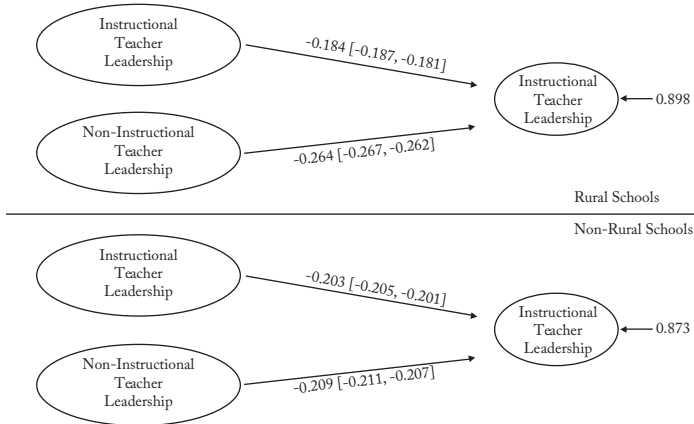 Instructional
Teacher
Leadership
-0.184 [-0.187, -0.181]
Instructional
Teacher
Leadership
0.898
Non-Instructional
Teacher
Leadership
-0.264 [-0.267, -0.262]
Rural Schools
Non-Rural Schools
Instructional
Teacher
Leadership
-0.203 [-0.205, -0.201]
Instructional
Teacher
Leadership
0.873
Non-Instructional
Teacher
Leadership
-0.209 [-0.211, -0.207]